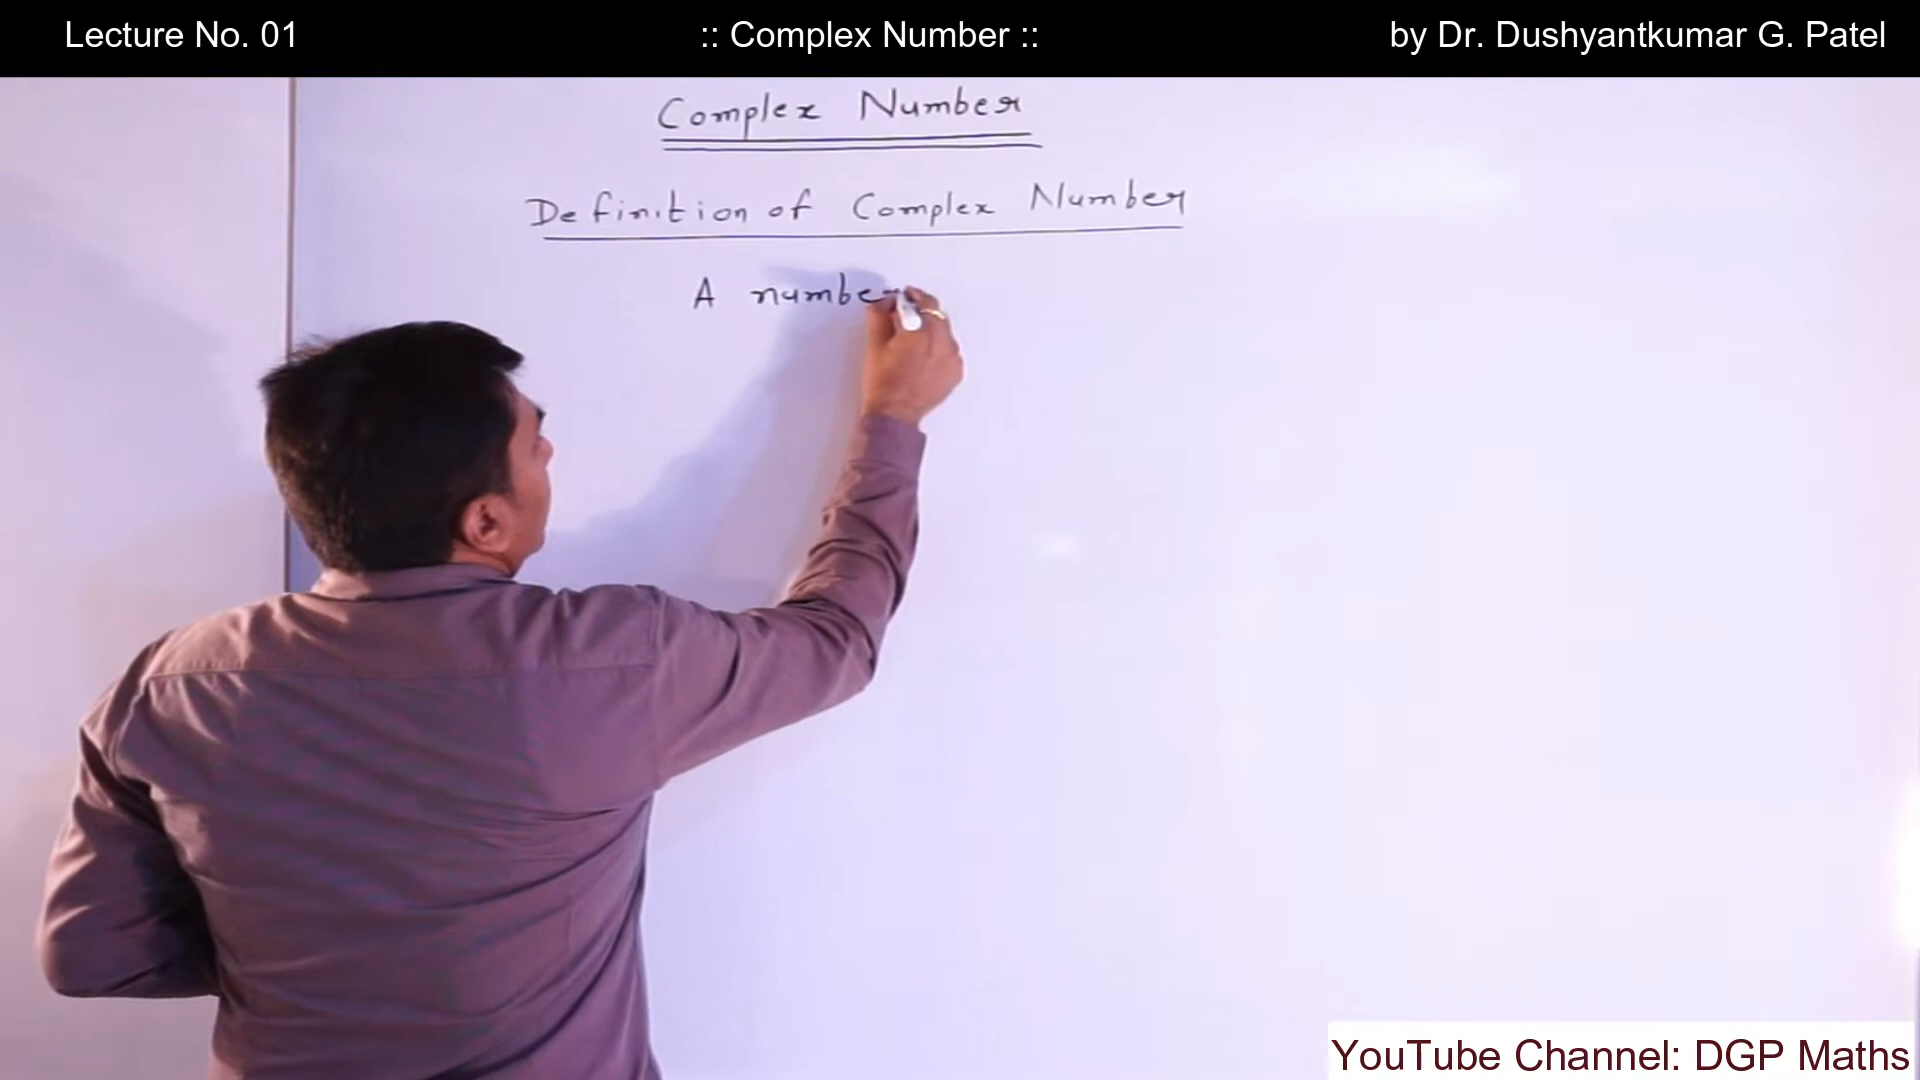 Lecture No. 01 :: Complex Number :: by Dr. Dushyantkumar G. Patel
Complex Number
Definition of Complex Number
A number
YouTube Channel: DGP Maths